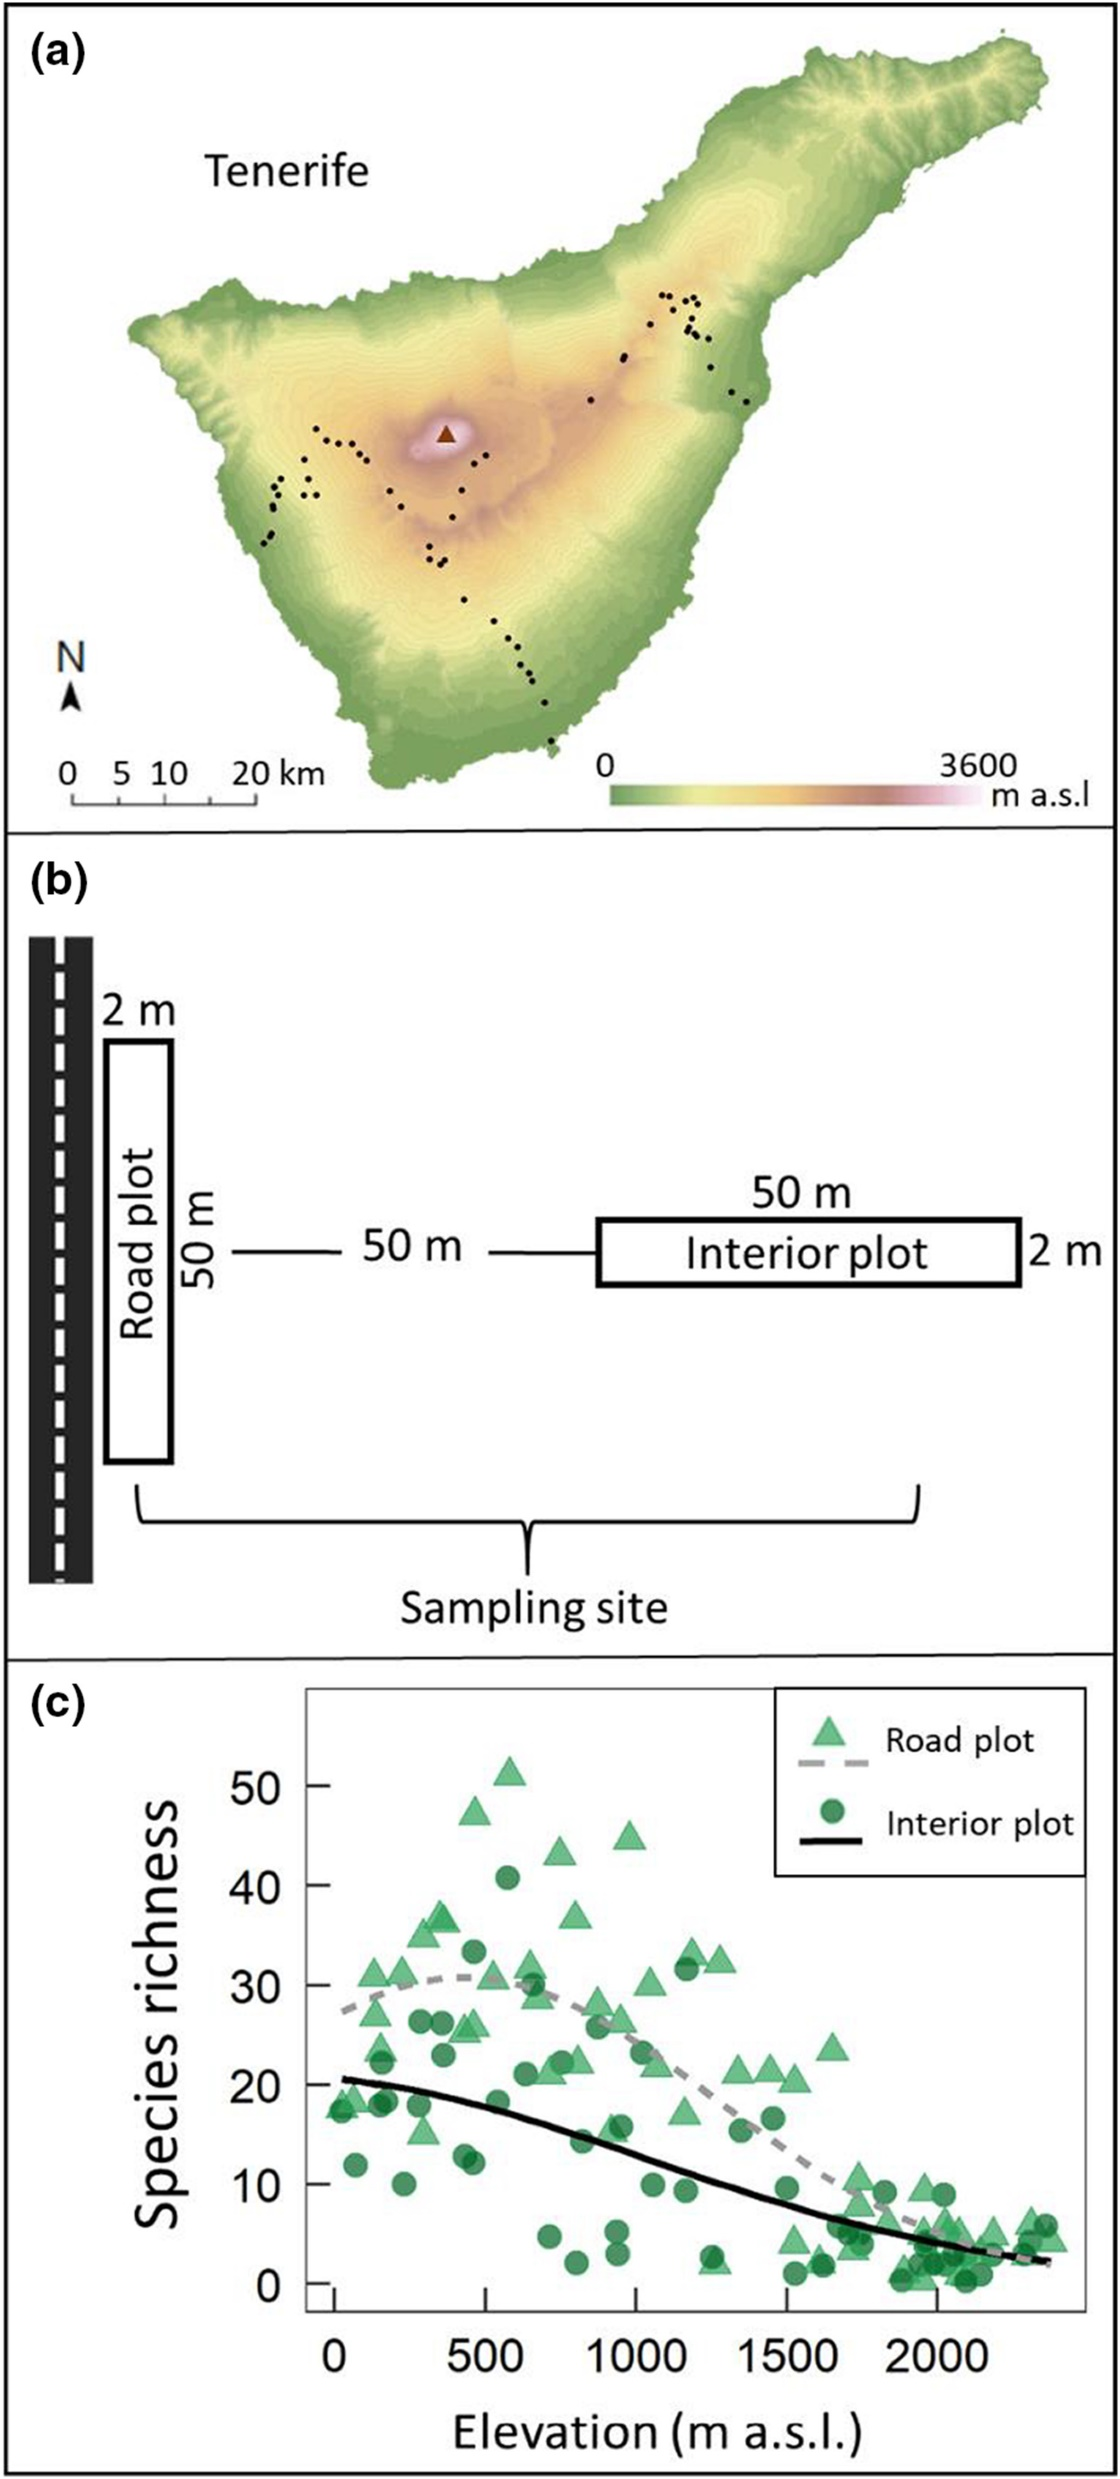 (a)
Tenerife
N
0 5 10 20 km
0 3600
m a.s.l
(b)
2 m
Road plot
50 m
50 m
50 m
Interior plot
2 m
Sampling site
(c)
Road plot
Interior plot
Species richness
50
40
30
20
10
0
0 500 1000 1500 2000
Elevation (m a.s.l.)